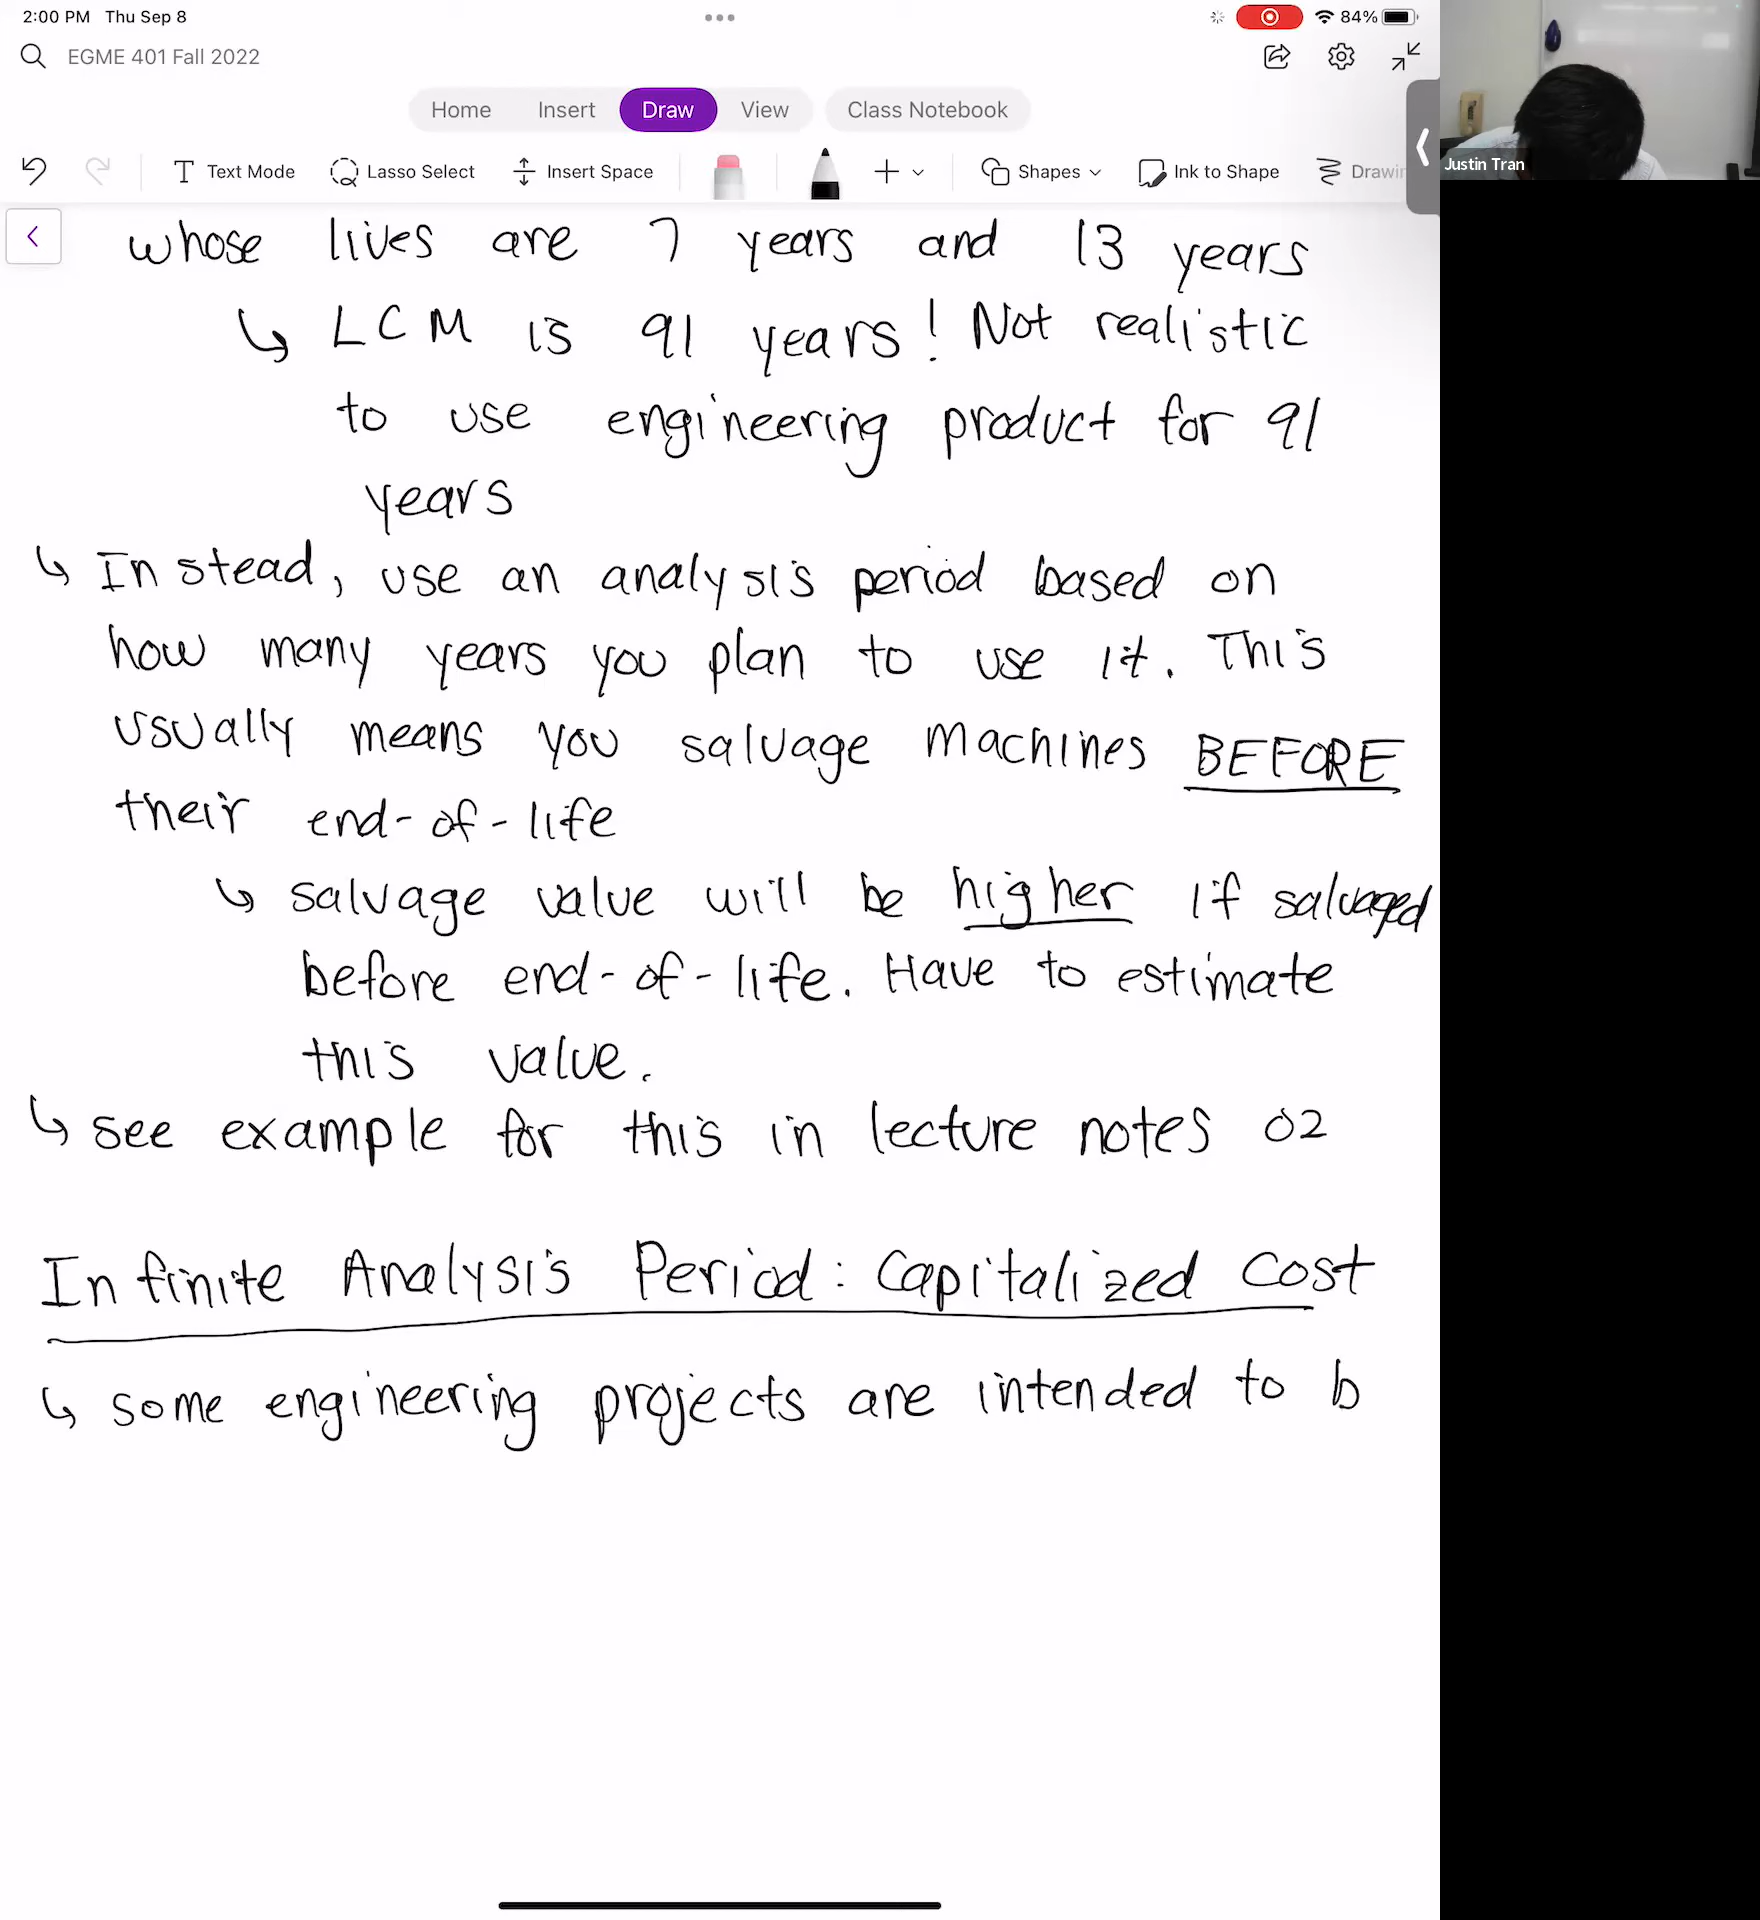 2:00 PM Thu Sep 8
84%
EGME 401 Fall 2022
Home Insert Draw View Class Notebook
Text Mode Lasso Select Insert Space Shapes Ink to Shape Drawi
Justin Tran
whose lives are 7 years and 13 years
↳ LCM is 91 years! Not realistic
to use engineering product for 91
years
↳ Instead, use an analysis period based on
how many years you plan to use it. This
usually means you salvage machines BEFORE
their end-of-life
↳ salvage value will be higher if salvaged
before end-of-life. Have to estimate
this value.
↳ see example for this in lecture notes 02
Infinite Analysis Period: Capitalized Cost
↳ some engineering projects are intended to b